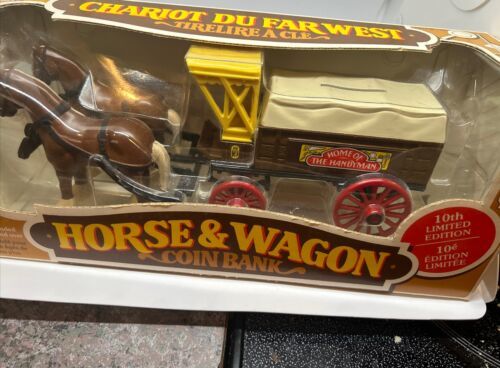 CHARIOT DU FAR WEST
TIRELIRE A CLE
HOME OF
THE HANDYMAN
10th
LIMITED
EDITION
10e
ÉDITION
LIMITÉE
HORSE & WAGON
COIN BANK